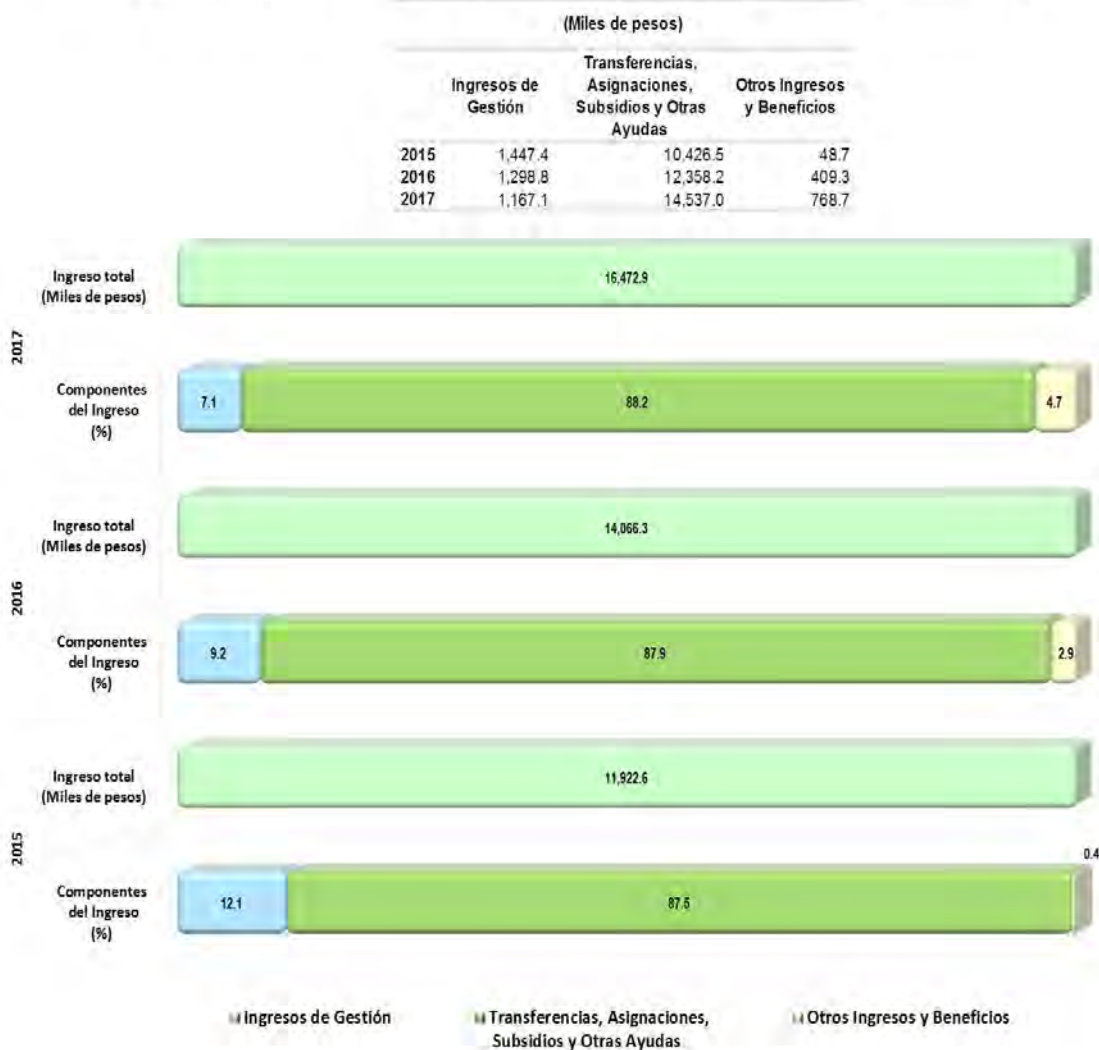 (Miles de pesos)
Ingresos de Gestión	Transferencias, Asignaciones, Subsidios y Otras Ayudas	Otros Ingresos y Beneficios
2015	1,447.4	10,426.5	48.7
2016	1,298.8	12,358.2	409.3
2017	1,167.1	14,537.0	768.7
2017
Ingreso total
(Miles de pesos)
16,472.9
Componentes
del Ingreso
(%)
7.1	88.2	4.7
2016
Ingreso total
(Miles de pesos)
14,066.3
Componentes
del Ingreso
(%)
9.2	87.9	2.9
2015
Ingreso total
(Miles de pesos)
11,922.6
Componentes
del Ingreso
(%)
12.1	87.5	0.4
Ingresos de Gestión
Transferencias, Asignaciones,
Subsidios y Otras Ayudas
Otros Ingresos y Beneficios